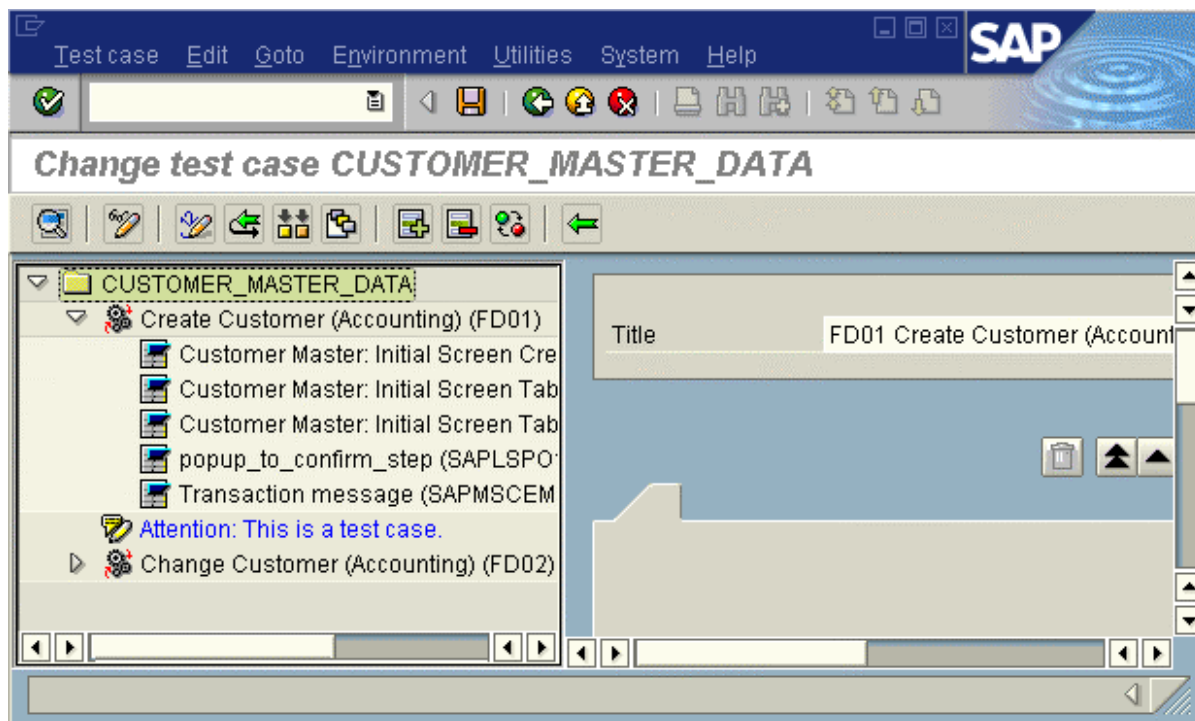 Test case Edit Goto Environment Utilities System Help
SAP
Change test case CUSTOMER_MASTER_DATA
CUSTOMER_MASTER_DATA
Create Customer (Accounting) (FD01)
Customer Master: Initial Screen Cre
Customer Master: Initial Screen Tab
Customer Master: Initial Screen Tab
popup_to_confirm_step (SAPLSPO
Transaction message (SAPMSCEM
Attention: This is a test case.
Change Customer (Accounting) (FD02)
Title FD01 Create Customer (Account